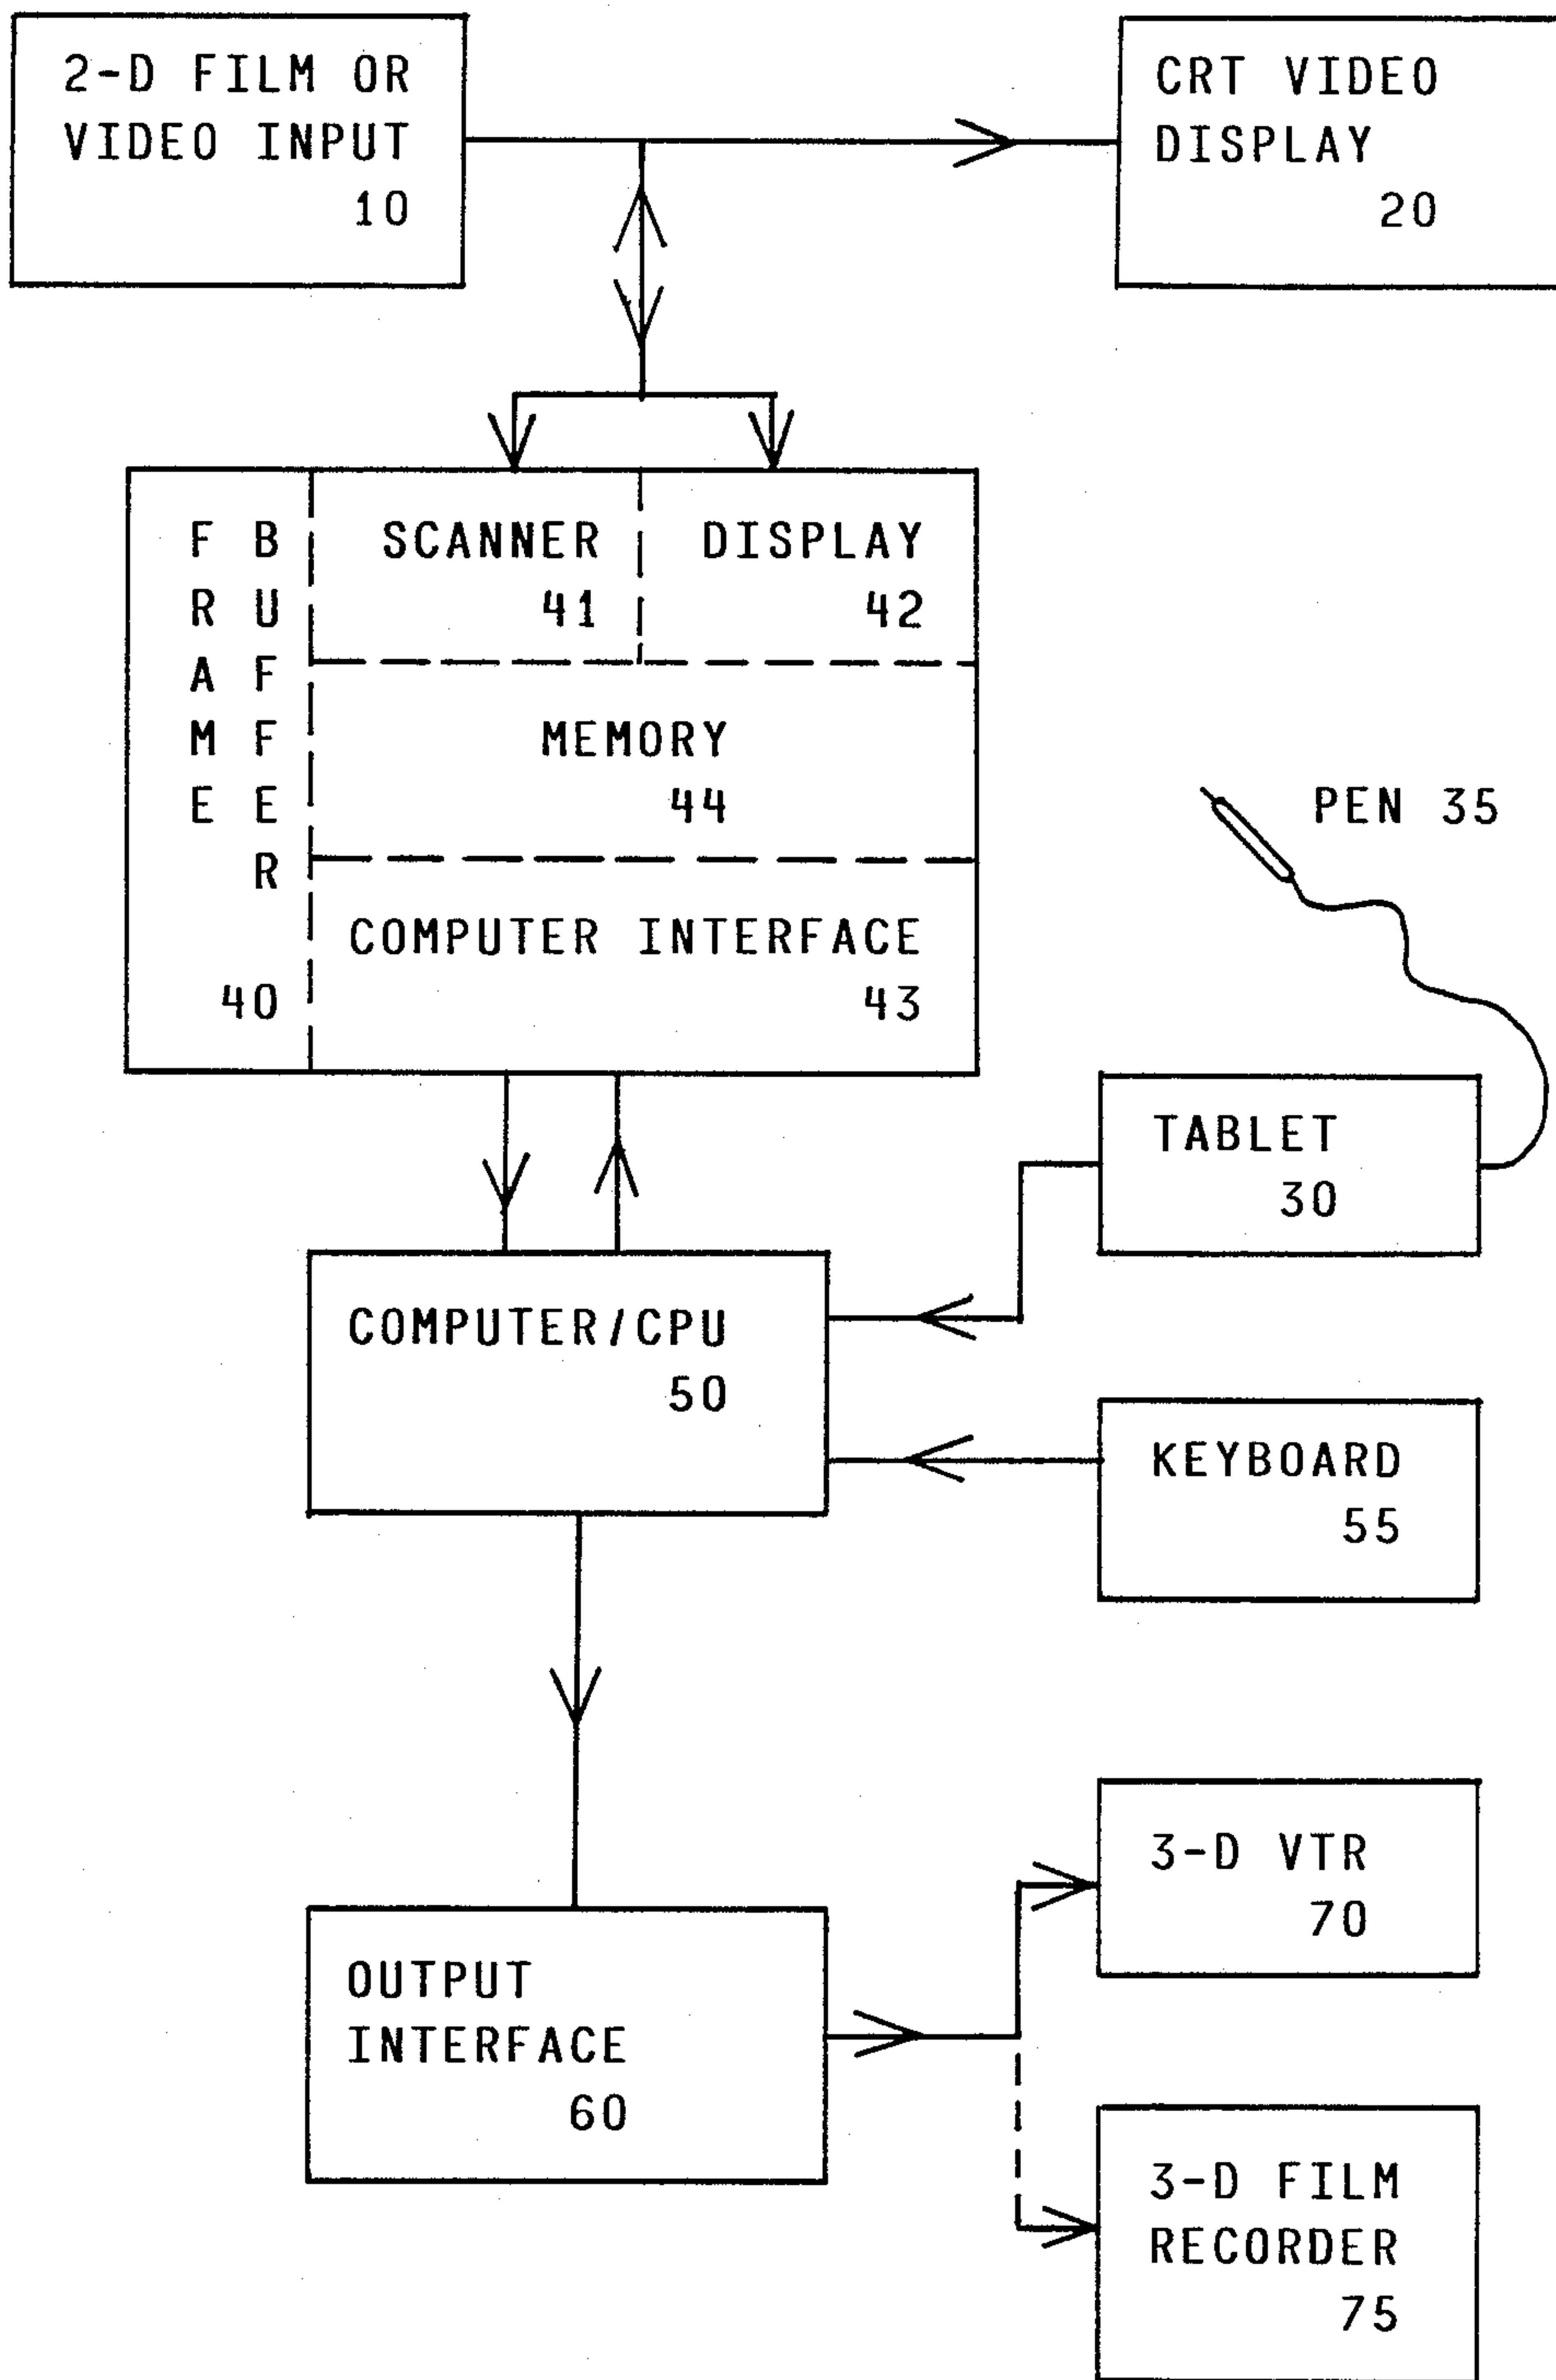 2-D FILM OR
VIDEO INPUT
10
CRT VIDEO
DISPLAY
20
FRAME
BUFFER
40
SCANNER
41
DISPLAY
42
MEMORY
44
COMPUTER INTERFACE
43
PEN 35
TABLET
30
COMPUTER/CPU
50
KEYBOARD
55
OUTPUT
INTERFACE
60
3-D VTR
70
3-D FILM
RECORDER
75